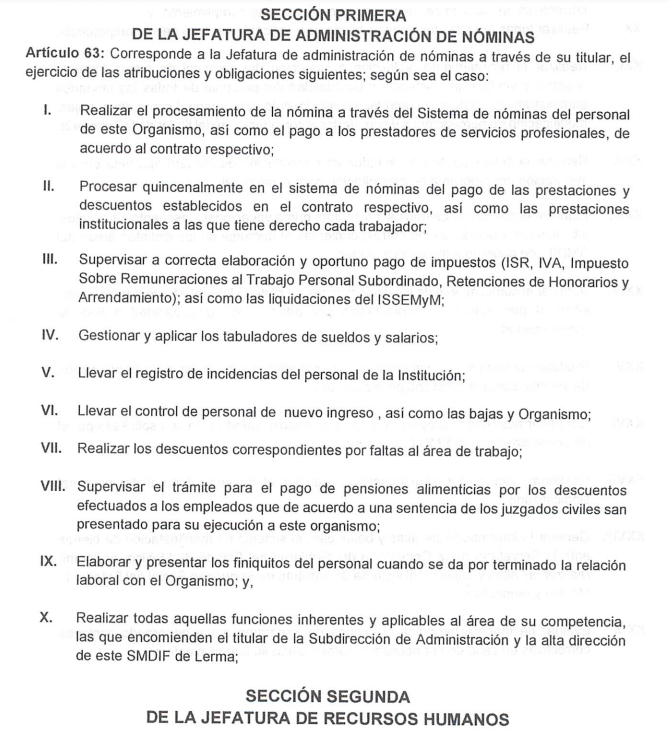 SECCIÓN PRIMERA
DE LA JEFATURA DE ADMINISTRACIÓN DE NÓMINAS
Artículo 63: Corresponde a la Jefatura de administración de nóminas a través de su titular, el
ejercicio de las atribuciones y obligaciones siguientes; según sea el caso:
I. Realizar el procesamiento de la nómina a través del Sistema de nóminas del personal
de este Organismo, así como el pago a los prestadores de servicios profesionales, de
acuerdo al contrato respectivo;
II. Procesar quincenalmente en el sistema de nóminas del pago de las prestaciones y
descuentos establecidos en el contrato respectivo, así como las prestaciones
institucionales a las que tiene derecho cada trabajador;
III. Supervisar a correcta elaboración y oportuno pago de impuestos (ISR, IVA, Impuesto
Sobre Remuneraciones al Trabajo Personal Subordinado, Retenciones de Honorarios y
Arrendamiento); así como las liquidaciones del ISSEMyM;
IV. Gestionar y aplicar los tabuladores de sueldos y salarios;
V. Llevar el registro de incidencias del personal de la Institución;
VI. Llevar el control de personal de nuevo ingreso , así como las bajas y Organismo;
VII. Realizar los descuentos correspondientes por faltas al área de trabajo;
VIII. Supervisar el trámite para el pago de pensiones alimenticias por los descuentos
efectuados a los empleados que de acuerdo a una sentencia de los juzgados civiles san
presentado para su ejecución a este organismo;
IX. Elaborar y presentar los finiquitos del personal cuando se da por terminado la relación
laboral con el Organismo; y,
X. Realizar todas aquellas funciones inherentes y aplicables al área de su competencia,
las que encomienden el titular de la Subdirección de Administración y la alta dirección
de este SMDIF de Lerma;
SECCIÓN SEGUNDA
DE LA JEFATURA DE RECURSOS HUMANOS